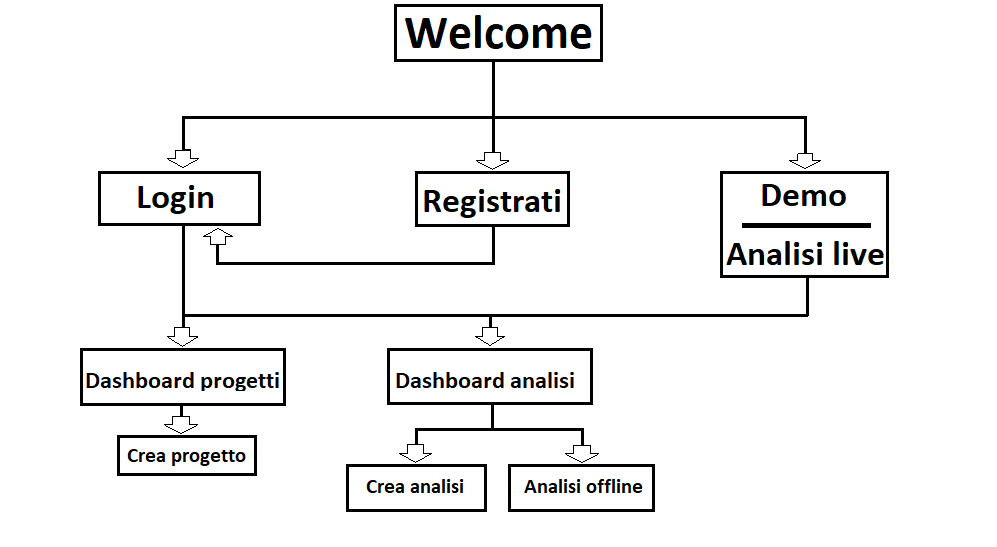 Welcome
Login
Registrati
Demo
Analisi live
Dashboard progetti
Dashboard analisi
Crea progetto
Crea analisi
Analisi offline